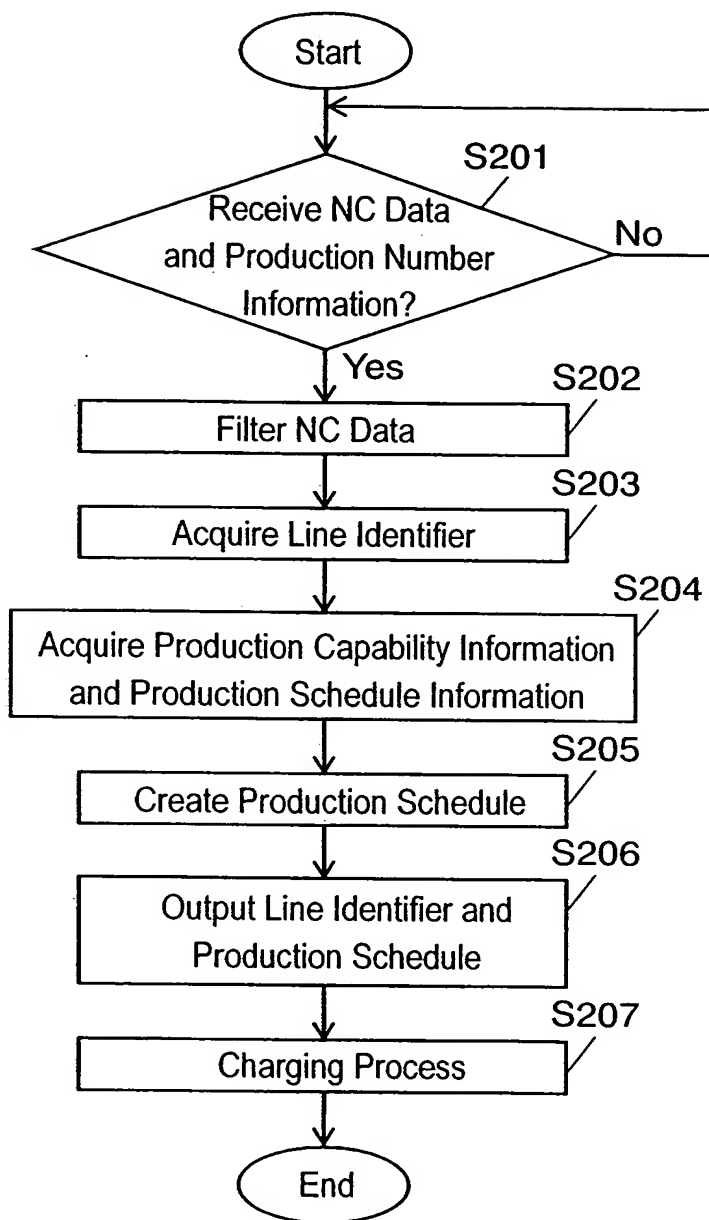 Start
S201
Receive NC Data
and Production Number
Information?
No
Yes
S202
Filter NC Data
S203
Acquire Line Identifier
S204
Acquire Production Capability Information
and Production Schedule Information
S205
Create Production Schedule
S206
Output Line Identifier and
Production Schedule
S207
Charging Process
End